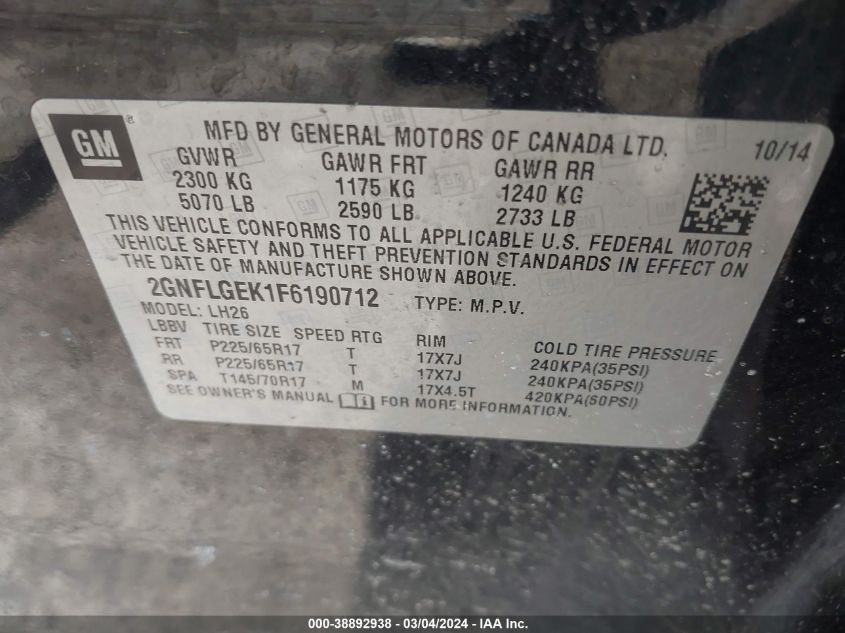 GM ®
MFD BY GENERAL MOTORS OF CANADA LTD. 10/14
GVWR GAWR FRT GAWR RR
2300 KG 1175 KG 1240 KG
5070 LB 2590 LB 2733 LB
THIS VEHICLE CONFORMS TO ALL APPLICABLE U.S. FEDERAL MOTOR
VEHICLE SAFETY AND THEFT PREVENTION STANDARDS IN EFFECT ON
THE DATE OF MANUFACTURE SHOWN ABOVE.
2GNFLGEK1F6190712 TYPE: M.P.V.
MODEL: LH26
LBBV TIRE SIZE SPEED RTG RIM COLD TIRE PRESSURE
FRT P225/65R17 T 17X7J 240KPA(35PSI)
RR P225/65R17 T 17X7J 240KPA(35PSI)
SPA T145/70R17 M 17X4.5T 420KPA(60PSI)
SEE OWNER'S MANUAL FOR MORE INFORMATION.
000-38892938 - 03/04/2024 - IAA Inc.